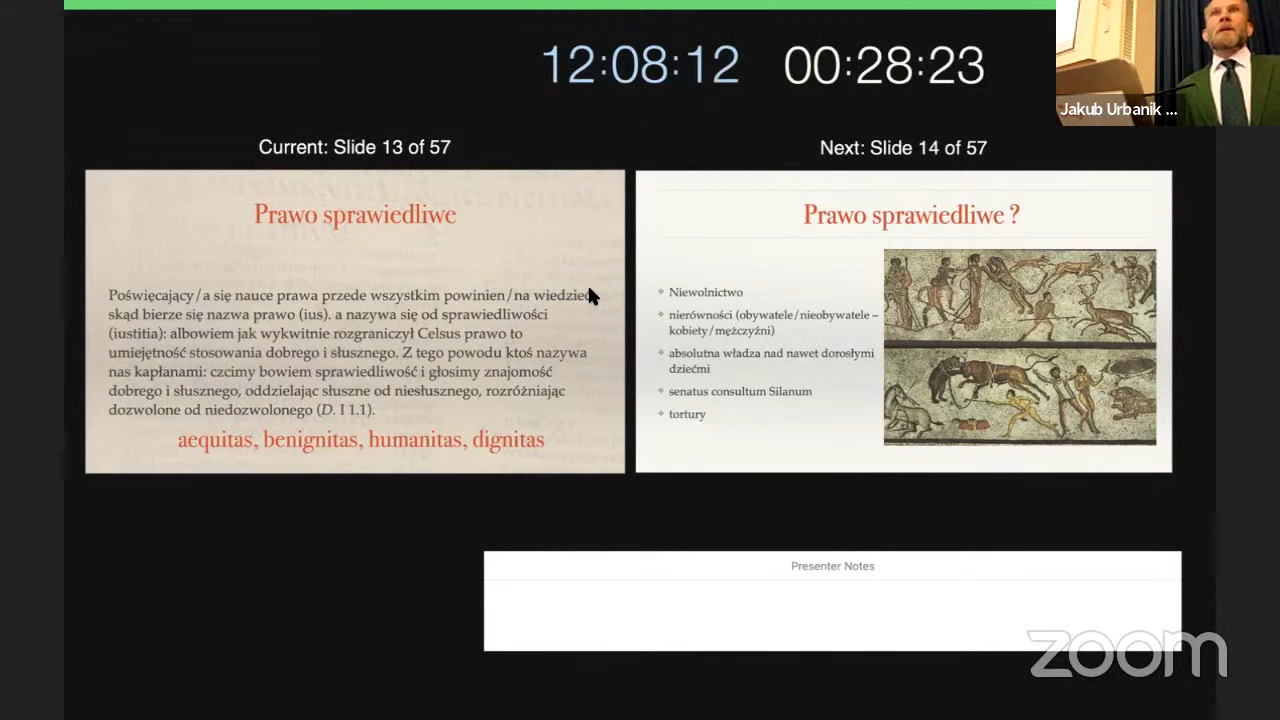 12:08:12 00:28:23
Jakub Urbanik ...
Current: Slide 13 of 57
Next: Slide 14 of 57
Prawo sprawiedliwe
Poświęcający/a się nauce prawa przede wszystkim powinien/na wiedzieć
skąd bierze się nazwa prawo (ius). a nazywa się od sprawiedliwości
(iustitia): albowiem jak wykwitnie rozgraniczył Celsus prawo to
umiejętność stosowania dobrego i słusznego. Z tego powodu ktoś nazywa
nas kapłanami: czcimy bowiem sprawiedliwość i głosimy znajomość
dobrego i słusznego, oddzielając słuszne od niesłusznego, rozróżniając
dozwolone od niedozwolonego (D. I 1.1).
aequitas, benignitas, humanitas, dignitas
Prawo sprawiedliwe ?
Niewolnictwo
nierówności (obywatele/nieobywatele –
kobiety/mężczyźni)
absolutna władza nad nawet dorosłymi
dziećmi
senatus consultum Silanum
tortury
Presenter Notes
zoom